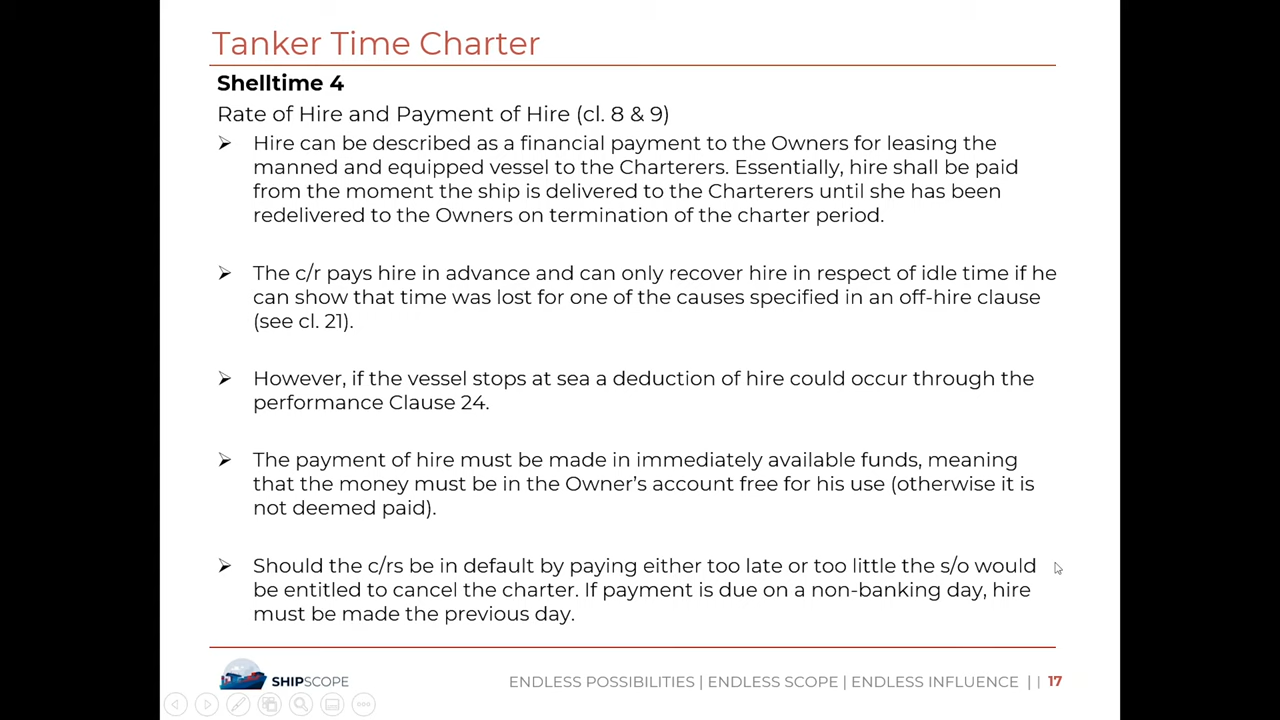 Tanker Time Charter
Shelltime 4
Rate of Hire and Payment of Hire (cl. 8 & 9)
Hire can be described as a financial payment to the Owners for leasing the
manned and equipped vessel to the Charterers. Essentially, hire shall be paid
from the moment the ship is delivered to the Charterers until she has been
redelivered to the Owners on termination of the charter period.
The c/r pays hire in advance and can only recover hire in respect of idle time if he
can show that time was lost for one of the causes specified in an off-hire clause
(see cl. 21).
However, if the vessel stops at sea a deduction of hire could occur through the
performance Clause 24.
The payment of hire must be made in immediately available funds, meaning
that the money must be in the Owner's account free for his use (otherwise it is
not deemed paid).
Should the c/rs be in default by paying either too late or too little the s/o would
be entitled to cancel the charter. If payment is due on a non-banking day, hire
must be made the previous day.
SHIPSCOPE
ENDLESS POSSIBILITIES | ENDLESS SCOPE | ENDLESS INFLUENCE | | 17